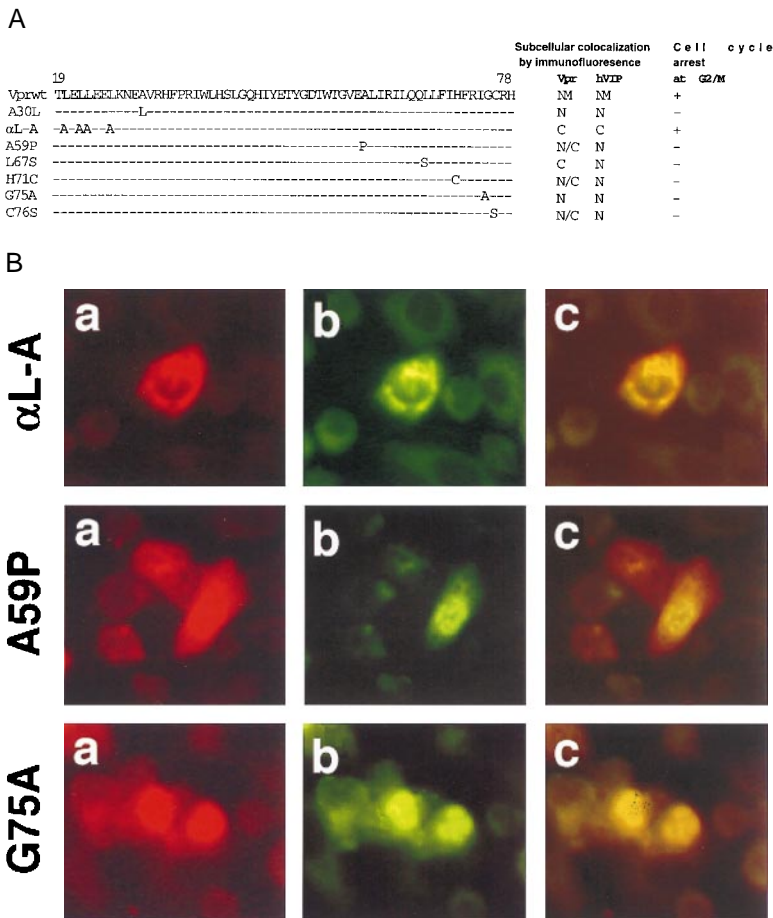 A
Subcellular colocalization Cell cycle
by immunofluoresence arrest
19 78 Vpr hVIP at G2/M
Vprwt TLELLEELKNEAVRHFPRIWLHSLGQHIYETYGDTWTGVEALIRILQQLLFIHFRIGCRH NM NM +
A30L ------------L------------------------------------------------ N N –
αL-A -A-AA--A---------------------------------------------------- C C +
A59P ----------------------------------------P------------------- N/C N –
L67S ------------------------------------------------S----------- C N –
H71C ----------------------------------------------------C------- N/C N –
G75A --------------------------------------------------------A--- N N –
C76S ---------------------------------------------------------S-- N/C N –
B
αL-A a b c
A59P a b c
G75A a b c